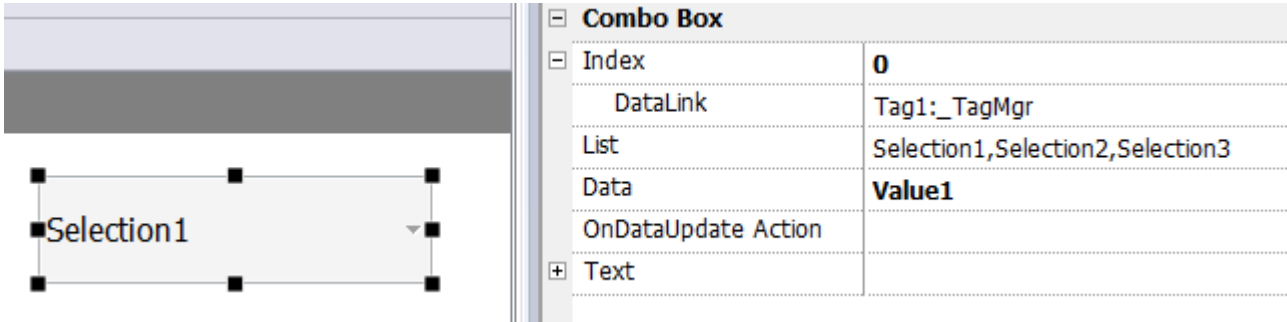 Combo Box
Index 0
DataLink Tag1:_TagMgr
List Selection1,Selection2,Selection3
Data Value1
OnDataUpdate Action
Text
Selection1